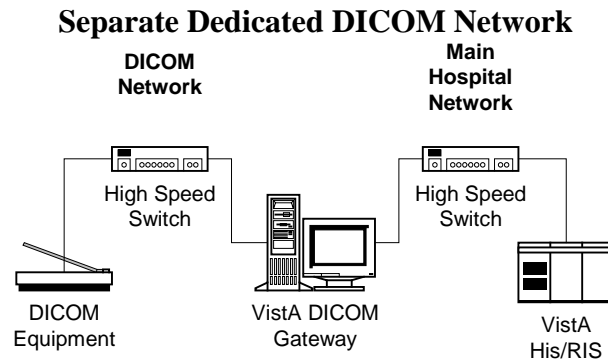 Separate Dedicated DICOM Network
DICOM
Network
Main
Hospital
Network
High Speed
Switch
High Speed
Switch
DICOM
Equipment
VistA DICOM
Gateway
VistA
His/RIS